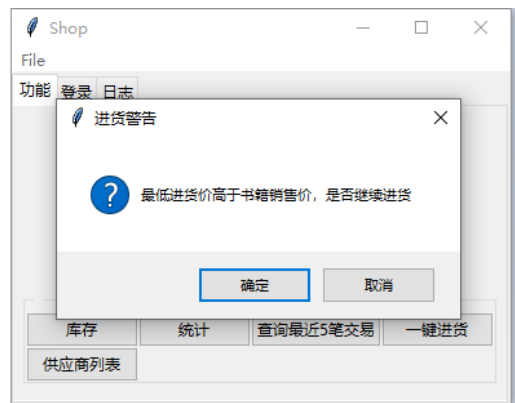 Shop
File
功能 登录 日志
进货警告
最低进货价高于书籍销售价，是否继续进货
确定 取消
库存 统计 查询最近5笔交易 一键进货
供应商列表